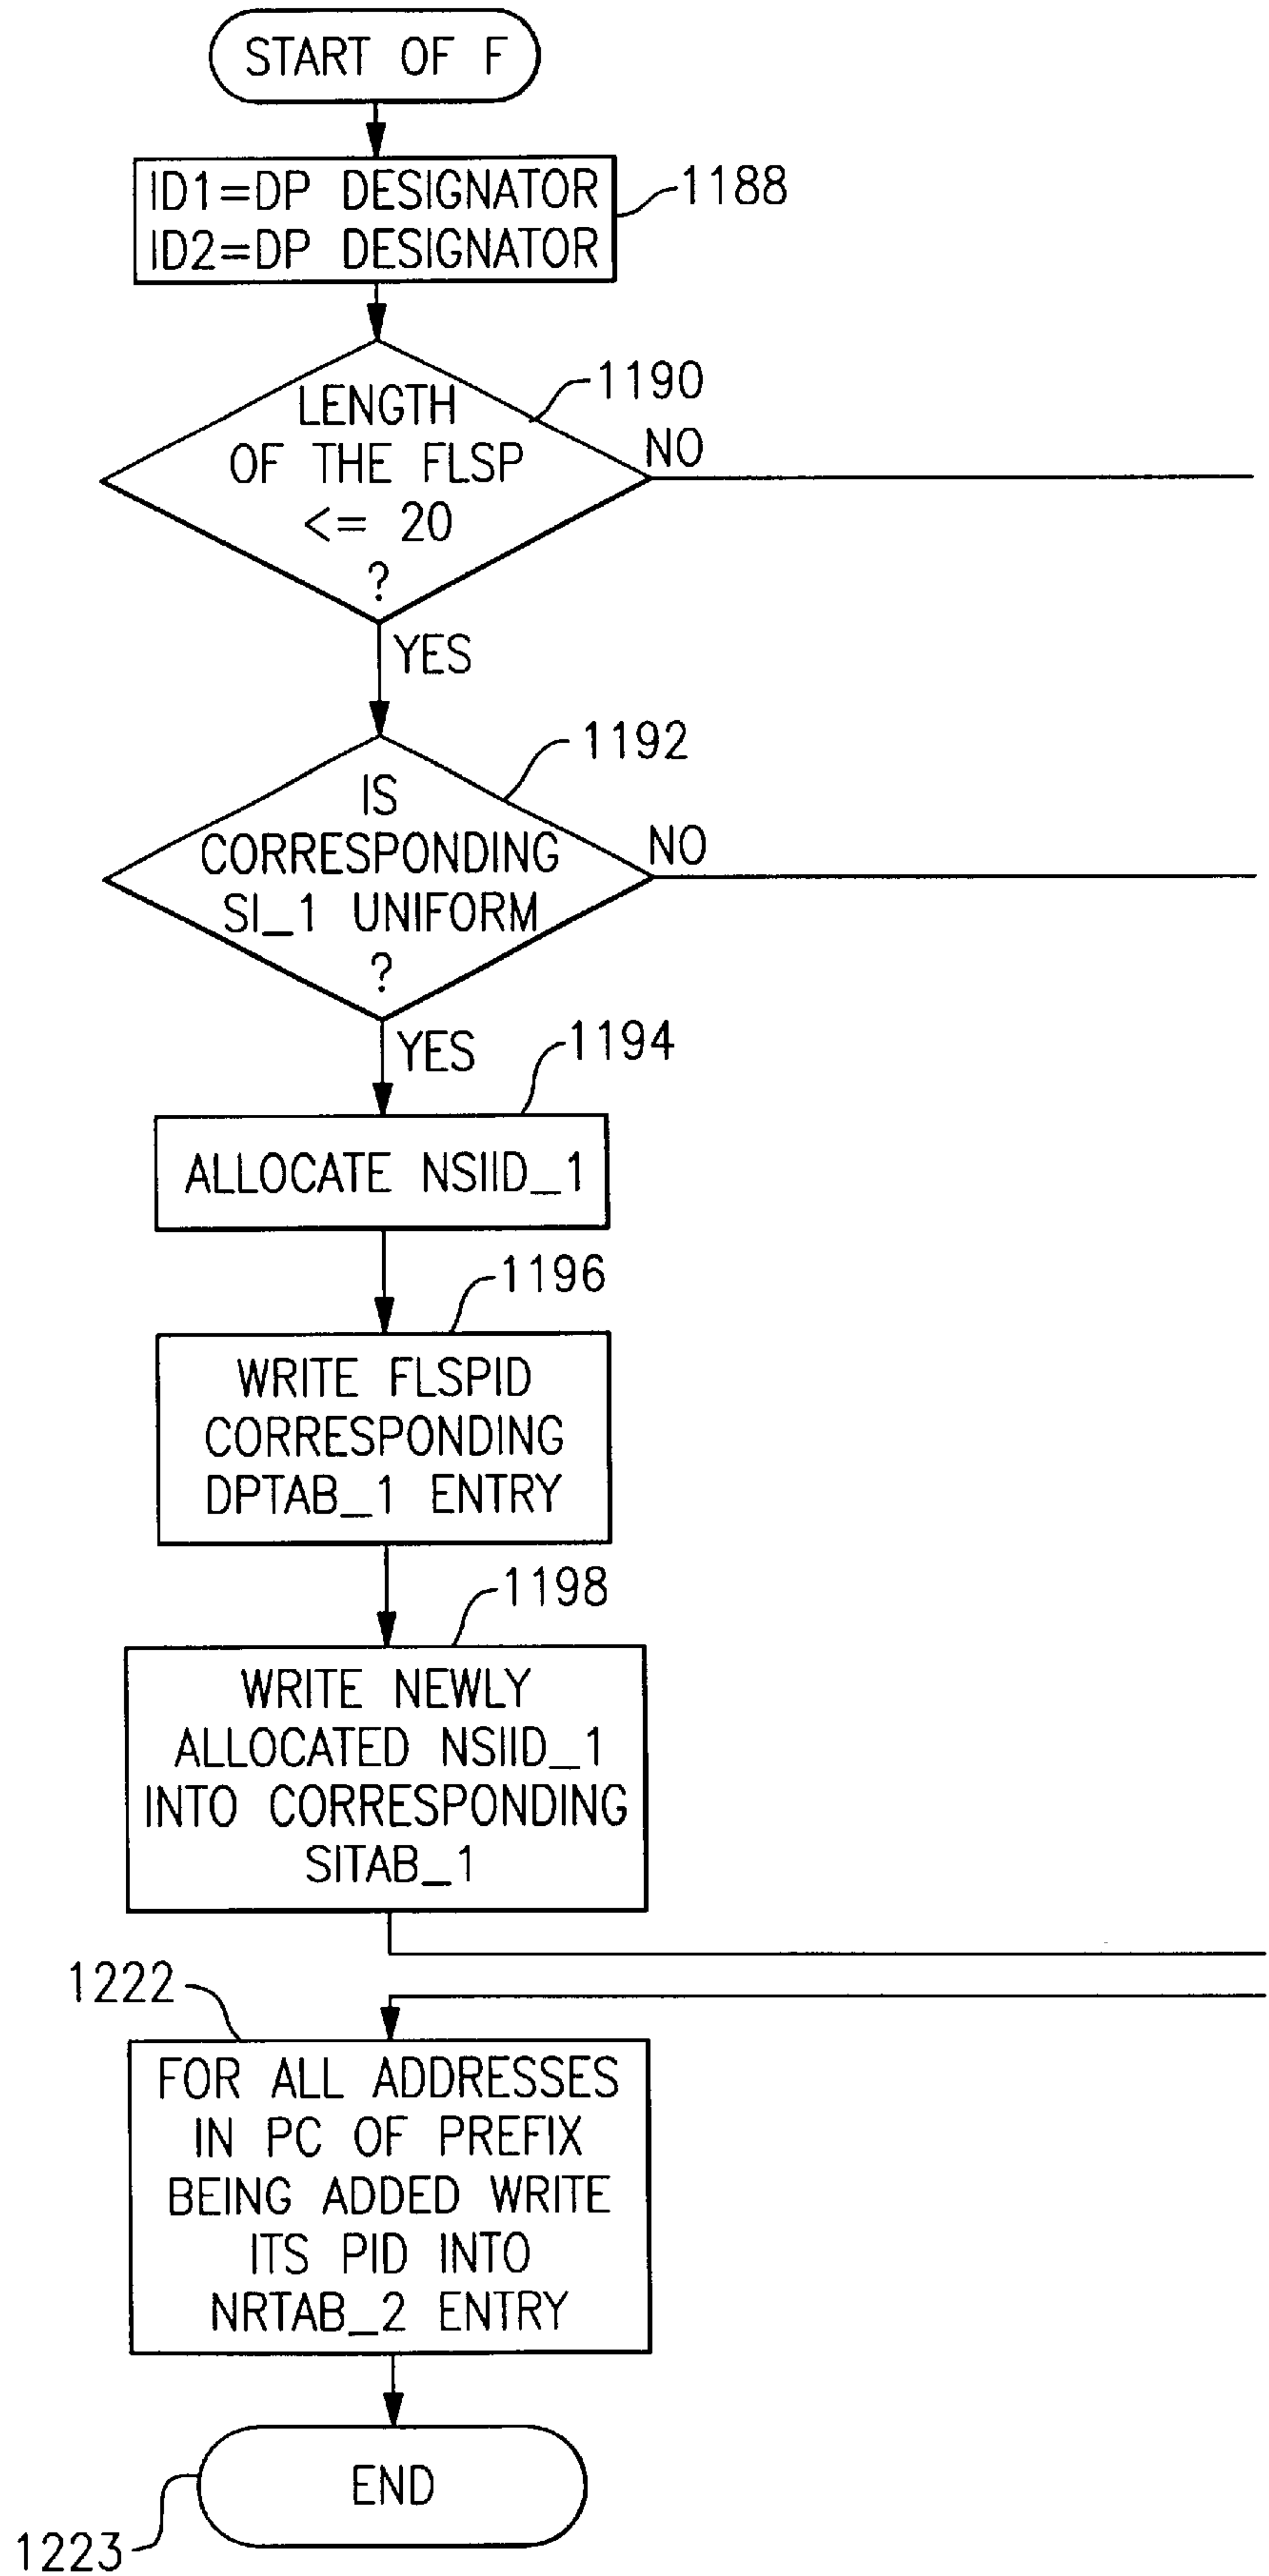 START OF F
ID1=DP DESIGNATOR
ID2=DP DESIGNATOR
1188
LENGTH
OF THE FLSP
<= 20
?
1190
NO
YES
IS
CORRESPONDING
SI_1 UNIFORM
?
1192
NO
YES
1194
ALLOCATE NSIID_1
1196
WRITE FLSPID
CORRESPONDING
DPTAB_1 ENTRY
1198
WRITE NEWLY
ALLOCATED NSIID_1
INTO CORRESPONDING
SITAB_1
1222
FOR ALL ADDRESSES
IN PC OF PREFIX
BEING ADDED WRITE
ITS PID INTO
NRTAB_2 ENTRY
END
1223